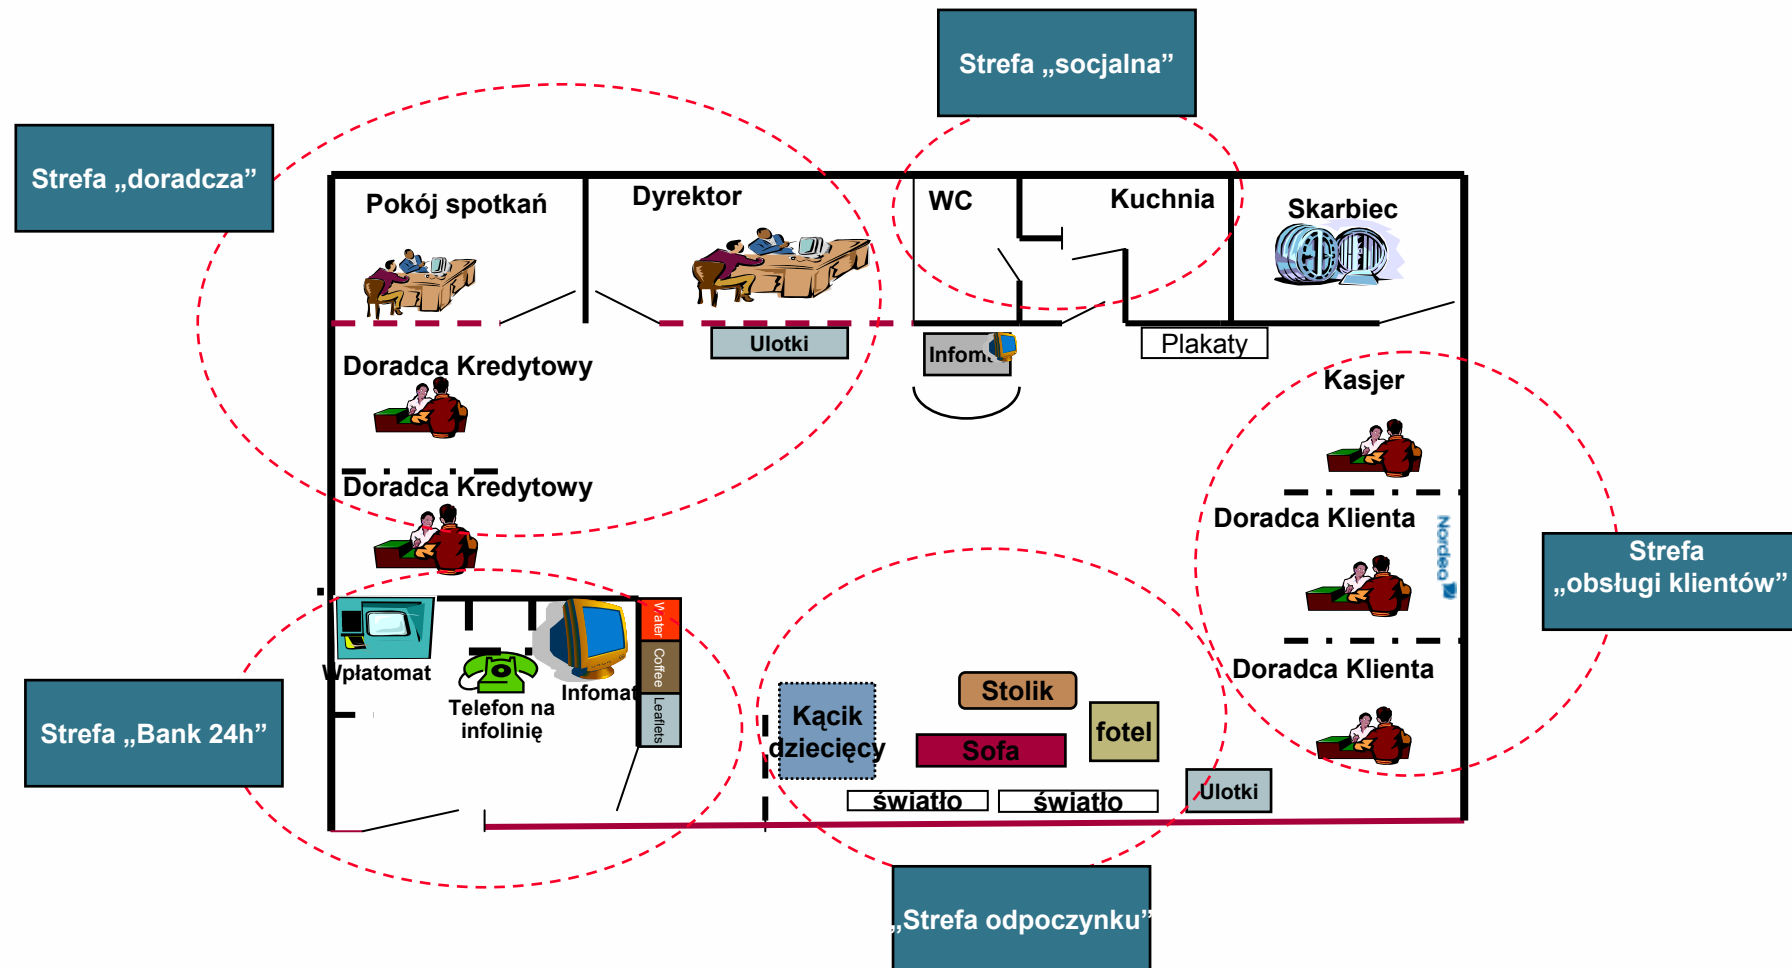 Strefa „socjalna”
Strefa „doradcza”
Pokój spotkań
Dyrektor
WC
Kuchnia
Skarbiec
Ulotki
Plakaty
Doradca Kredytowy
Kasjer
Doradca Kredytowy
Doradca Klienta
Nordea
Strefa
„obsługi klientów”
Water
Coffee
Leaflets
Wpłatomat
Telefon na
infolinię
Infomat
Doradca Klienta
Stolik
Kącik
dziecięcy
fotel
Sofa
Strefa „Bank 24h”
światło
światło
Ulotki
„Strefa odpoczynku”